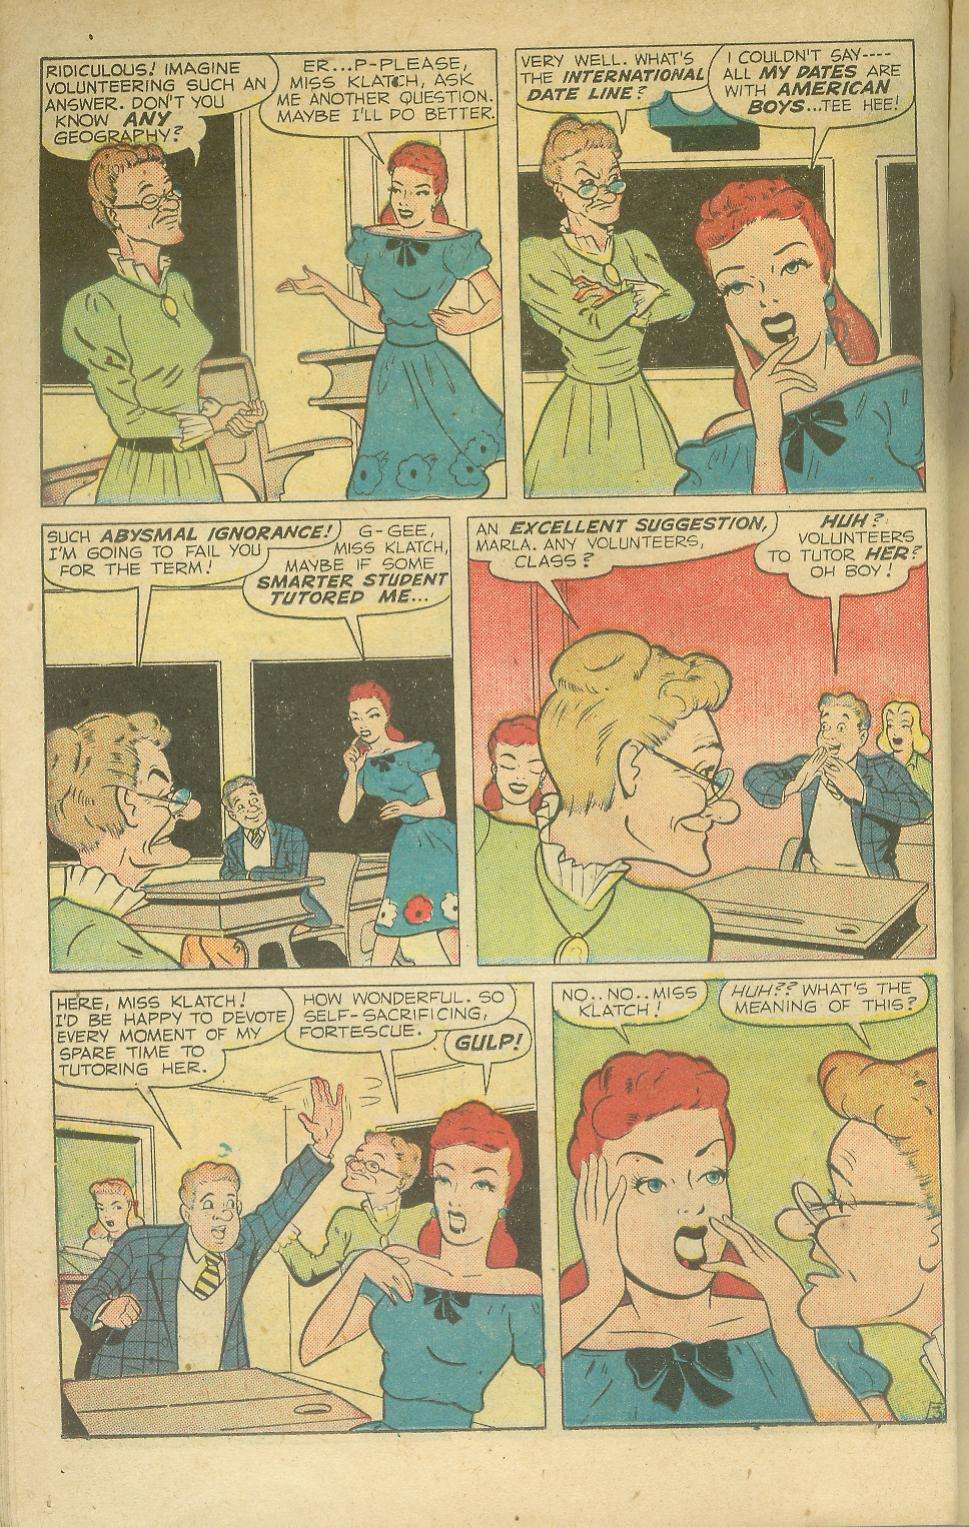 RIDICULOUS! IMAGINE
VOLUNTEERING SUCH AN
ANSWER. DON'T YOU
KNOW ANY
GEOGRAPHY?
ER...P-PLEASE,
MISS KLATCH, ASK
ME ANOTHER QUESTION.
MAYBE I'LL DO BETTER.
VERY WELL. WHAT'S
THE INTERNATIONAL
DATE LINE?
I COULDN'T SAY----
ALL MY DATES ARE
WITH AMERICAN
BOYS...TEE HEE!
SUCH ABYSMAL IGNORANCE!
I'M GOING TO FAIL YOU
FOR THE TERM!
G-GEE,
MISS KLATCH,
MAYBE IF SOME
SMARTER STUDENT
TUTORED ME...
AN EXCELLENT SUGGESTION,
MARLA. ANY VOLUNTEERS,
CLASS?
HUH?
VOLUNTEERS
TO TUTOR HER?
OH BOY!
HERE, MISS KLATCH!
I'D BE HAPPY TO DEVOTE
EVERY MOMENT OF MY
SPARE TIME TO
TUTORING HER.
HOW WONDERFUL. SO
SELF-SACRIFICING,
FORTESCUE.
GULP!
NO..NO..MISS
KLATCH!
HUH?? WHAT'S THE
MEANING OF THIS?
3